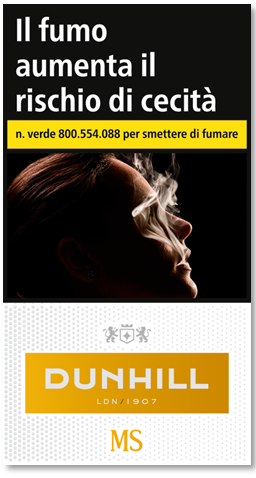 Il fumo
aumenta il
rischio di cecità
n. verde 800.554.088 per smettere di fumare
DUNHILL
LDN/1907
MS